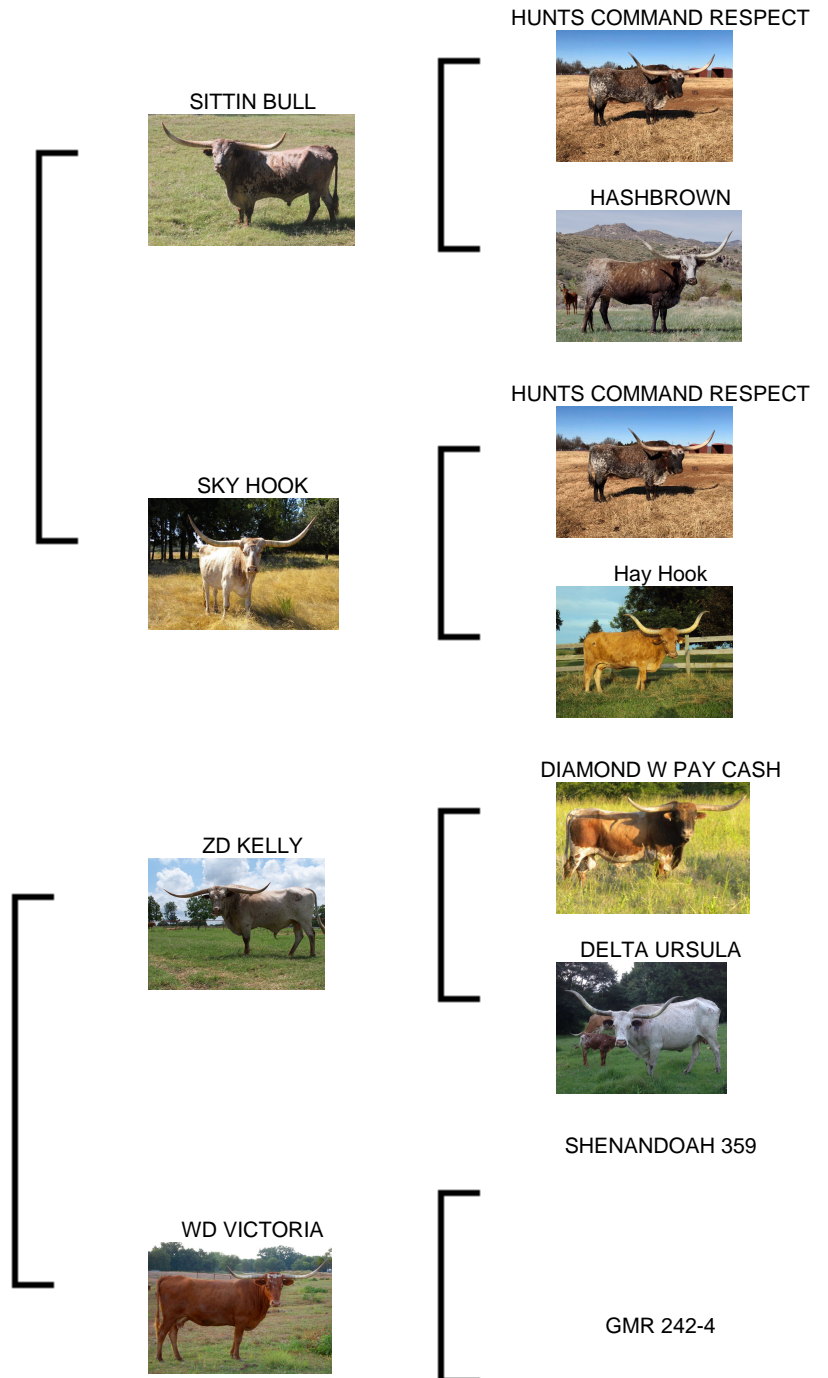 HUNTS COMMAND RESPECT
SITTIN BULL
HASHBROWN
HUNTS COMMAND RESPECT
SKY HOOK
Hay Hook
DIAMOND W PAY CASH
ZD KELLY
DELTA URSULA
SHENANDOAH 359
WD VICTORIA
GMR 242-4